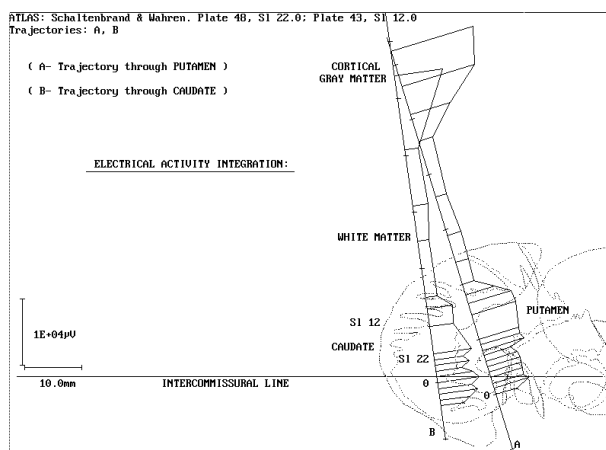 ATLAS: Schaltenbrand & Wahren. Plate 48, Sl 22.0; Plate 43, Sl 12.0
Trajectories: A, B
( A- Trajectory through PUTAMEN )
( B- Trajectory through CAUDATE )
CORTICAL
GRAY MATTER
ELECTRICAL ACTIVITY INTEGRATION:
WHITE MATTER
PUTAMEN
Sl 12
1E+04µV
CAUDATE
Sl 22
10.0mm
INTERCOMMISSURAL LINE
0
0
B
A